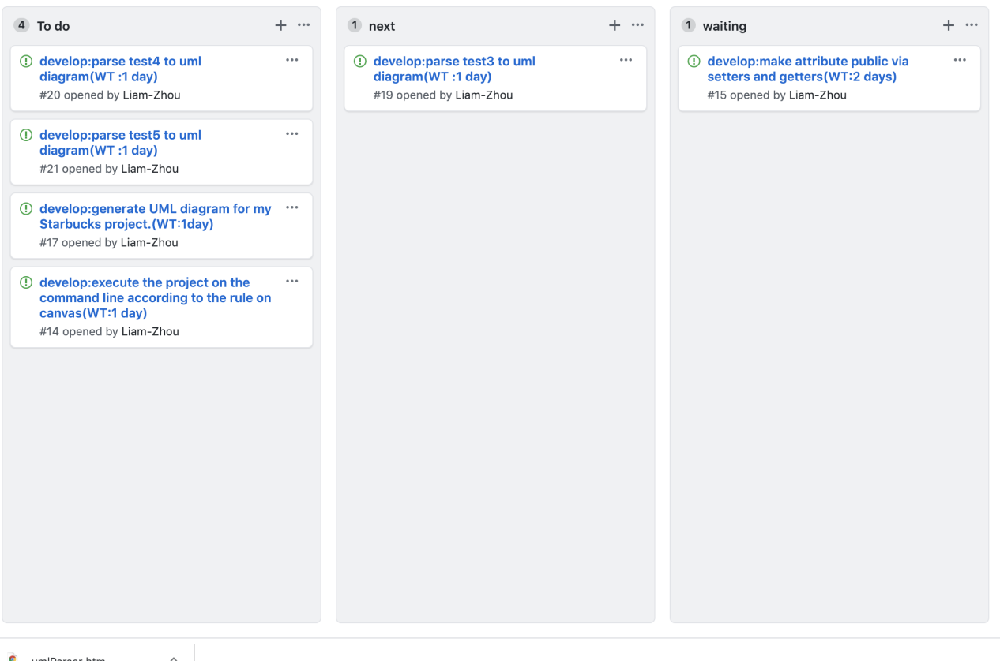 4 To do
develop:parse test4 to uml
diagram(WT :1 day)
#20 opened by Liam-Zhou
develop:parse test5 to uml
diagram(WT :1 day)
#21 opened by Liam-Zhou
develop:generate UML diagram for my
Starbucks project.(WT:1day)
#17 opened by Liam-Zhou
develop:execute the project on the
command line according to the rule on
canvas(WT:1 day)
#14 opened by Liam-Zhou
1 next
develop:parse test3 to uml
diagram(WT :1 day)
#19 opened by Liam-Zhou
1 waiting
develop:make attribute public via
setters and getters(WT:2 days)
#15 opened by Liam-Zhou
umlParser.htm